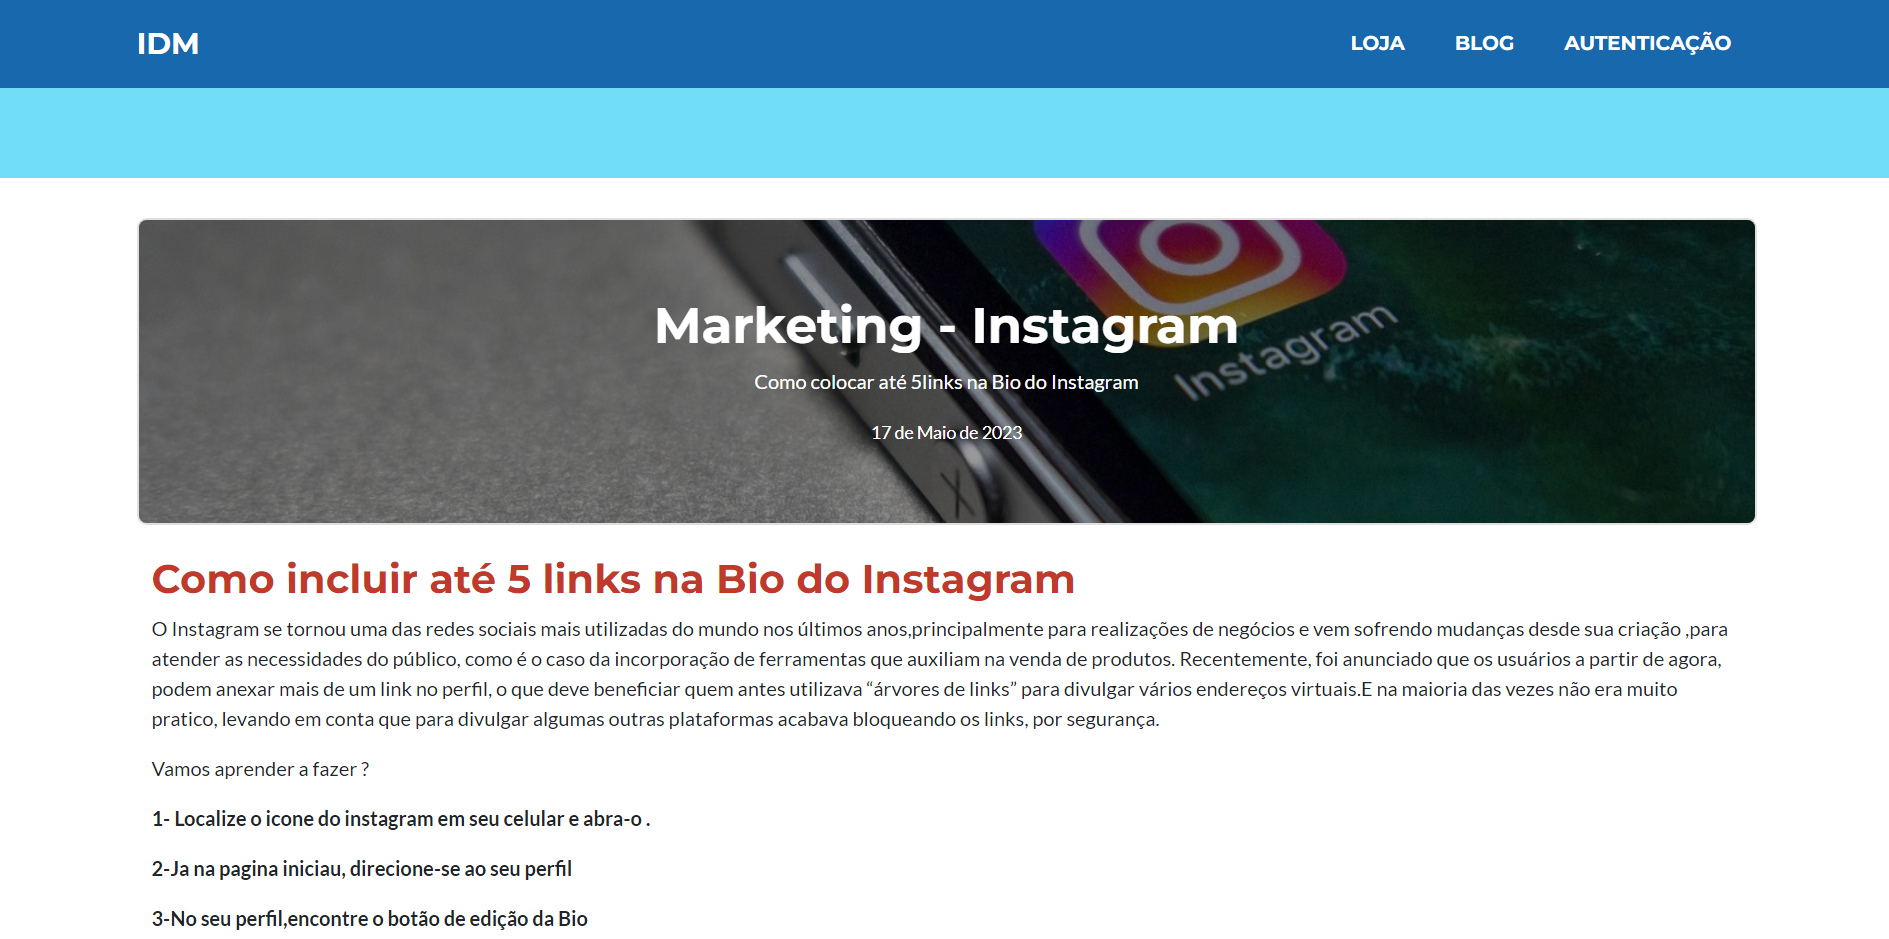 IDM
LOJA BLOG AUTENTICAÇÃO
Instagram
Marketing - Instagram
Como colocar até 5links na Bio do Instagram
17 de Maio de 2023
Como incluir até 5 links na Bio do Instagram
O Instagram se tornou uma das redes sociais mais utilizadas do mundo nos últimos anos,principalmente para realizações de negócios e vem sofrendo mudanças desde sua criação ,para
atender as necessidades do público, como é o caso da incorporação de ferramentas que auxiliam na venda de produtos. Recentemente, foi anunciado que os usuários a partir de agora,
podem anexar mais de um link no perfil, o que deve beneficiar quem antes utilizava “árvores de links” para divulgar vários endereços virtuais.E na maioria das vezes não era muito
pratico, levando em conta que para divulgar algumas outras plataformas acabava bloqueando os links, por segurança.
Vamos aprender a fazer ?
1- Localize o icone do instagram em seu celular e abra-o .
2-Ja na pagina iniciau, direcione-se ao seu perfil
3-No seu perfil,encontre o botão de edição da Bio